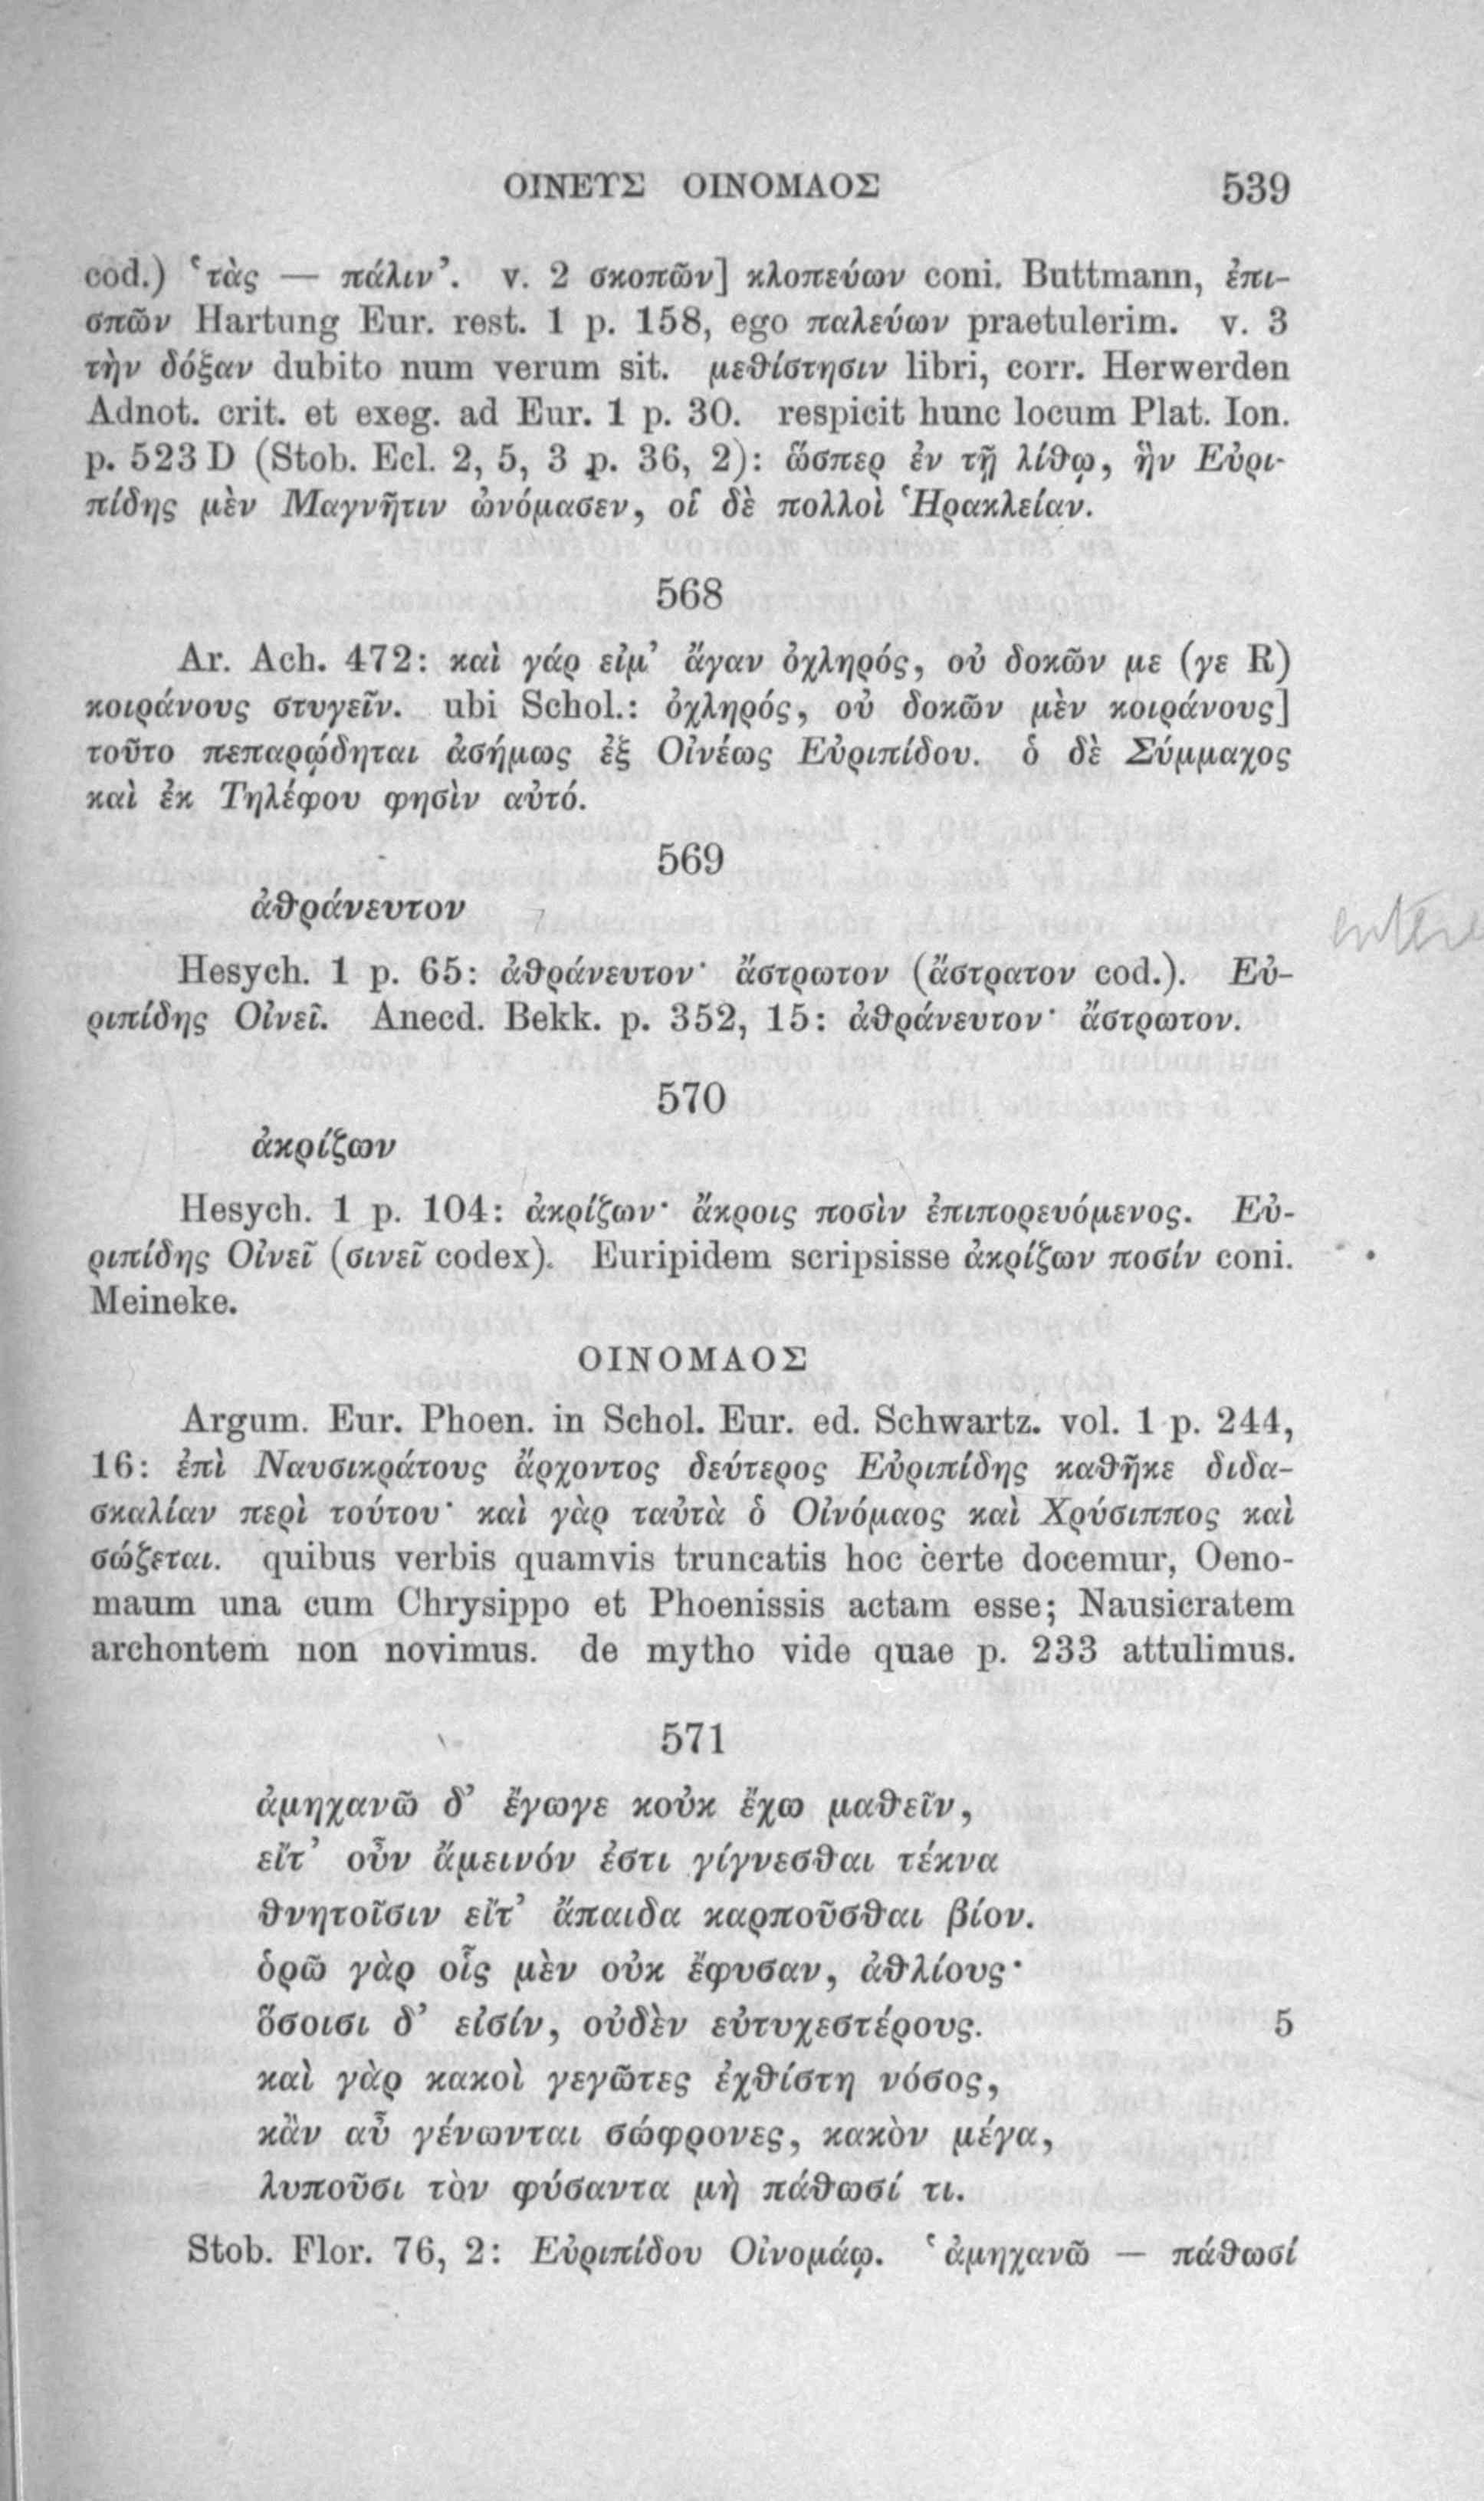 ΟΙΝΕΥΣ ΟΙΝΟΜΑΟΣ 539
cod.) ‘τὰς — πάλιν’. v. 2 σκοπῶν] κλοπεύων coni. Buttmann, ἐπι-
σπῶν Hartung Eur. rest. 1 p. 158, ego παλεύων praetulerim. v. 3
τὴν δόξαν dubito num verum sit. μεθίστησιν libri, corr. Herwerden
Adnot. crit. et exeg. ad Eur. 1 p. 30. respicit hunc locum Plat. Ion.
p. 523 D (Stob. Ecl. 2, 5, 3 p. 36, 2): ὥσπερ ἐν τῇ λίθῳ, ἣν Εὐρι-
πίδης μὲν Μαγνῆτιν ὠνόμασεν, οἱ δὲ πολλοὶ Ἡρακλείαν.
568
Ar. Ach. 472: καὶ γάρ εἰμ’ ἄγαν ὀχληρός, οὐ δοκῶν με (γε R)
κοιράνους στυγεῖν. ubi Schol.: ὀχληρός, οὐ δοκῶν μὲν κοιράνους]
τοῦτο πεπαρῴδηται ἀσήμως ἐξ Οἰνέως Εὐριπίδου. ὁ δὲ Σύμμαχος
καὶ ἐκ Τηλέφου φησὶν αὐτό.
569
ἀθράνευτον
Hesych. 1 p. 65: ἀθράνευτον· ἄστρωτον (ἄστρατον cod.). Εὐ-
ριπίδης Οἰνεῖ. Anecd. Bekk. p. 352, 15: ἀθράνευτον· ἄστρωτον.
570
ἀκρίζων
Hesych. 1 p. 104: ἀκρίζων· ἄκροις ποσὶν ἐπιπορευόμενος. Εὐ-
ριπίδης Οἰνεῖ (σινεῖ codex). Euripidem scripsisse ἀκρίζων ποσίν coni.
Meineke.
ΟΙΝΟΜΑΟΣ
Argum. Eur. Phoen. in Schol. Eur. ed. Schwartz. vol. 1 p. 244,
16: ἐπὶ Ναυσικράτους ἄρχοντος δεύτερος Εὐριπίδης καθῆκε διδα-
σκαλίαν περὶ τούτου· καὶ γὰρ ταὐτὰ ὁ Οἰνόμαος καὶ Χρύσιππος καὶ
σώζεται. quibus verbis quamvis truncatis hoc certe docemur, Oeno-
maum una cum Chrysippo et Phoenissis actam esse; Nausicratem
archontem non novimus. de mytho vide quae p. 233 attulimus.
571
ἀμηχανῶ δ’ ἔγωγε κοὐκ ἔχω μαθεῖν,
εἴτ’ οὖν ἄμεινόν ἐστι γίγνεσθαι τέκνα
θνητοῖσιν εἴτ’ ἄπαιδα καρποῦσθαι βίον.
ὁρῶ γὰρ οἷς μὲν οὐκ ἔφυσαν, ἀθλίους·
ὅσοισι δ’ εἰσίν, οὐδὲν εὐτυχεστέρους. 5
καὶ γὰρ κακοὶ γεγῶτες ἐχθίστη νόσος,
κἂν αὖ γένωνται σώφρονες, κακὸν μέγα,
λυποῦσι τὸν φύσαντα μὴ πάθωσί τι.
Stob. Flor. 76, 2: Εὐριπίδου Οἰνομάῳ. ‘ἀμηχανῶ — πάθωσί